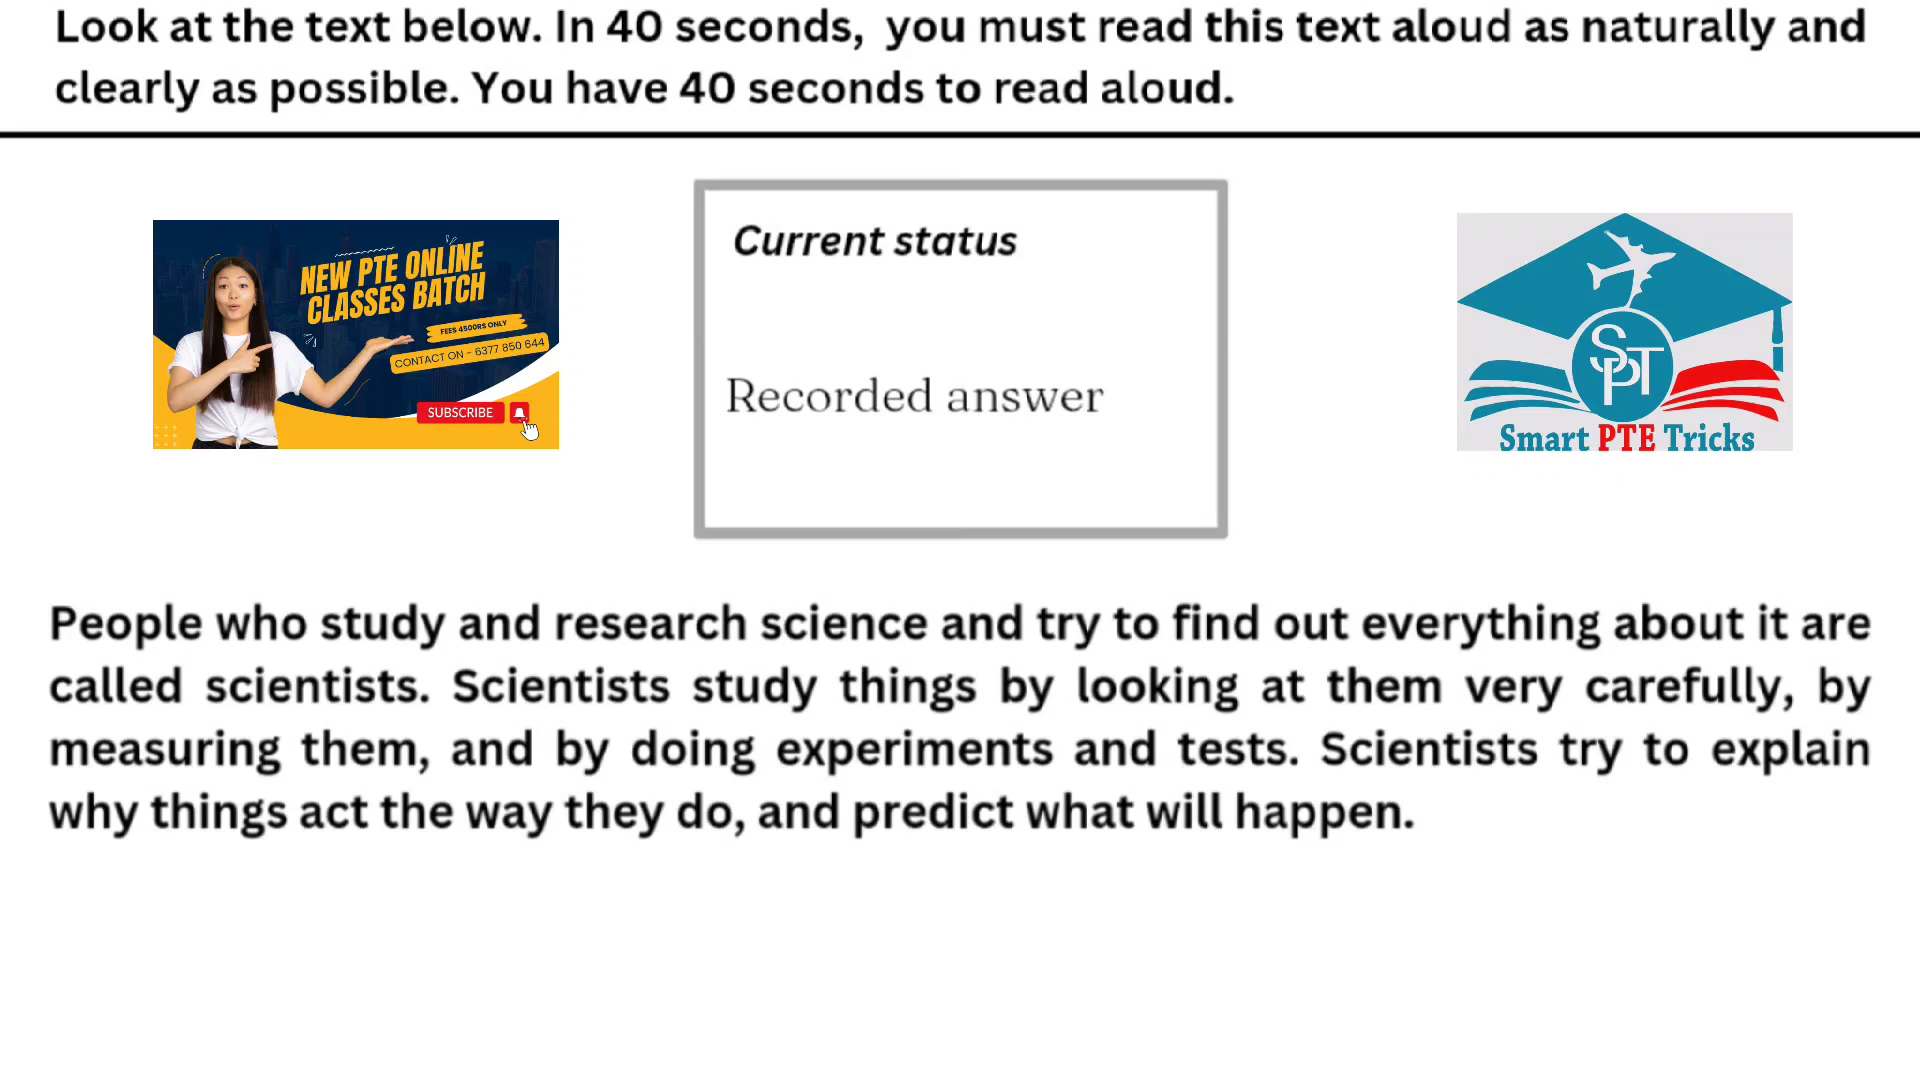 Look at the text below. In 40 seconds, you must read this text aloud as naturally and
clearly as possible. You have 40 seconds to read aloud.
NEW PTE ONLINE
CLASSES BATCH
FEES 4500RS ONLY
CONTACT ON - 6377 850 644
SUBSCRIBE
Current status
Recorded answer
SPT
Smart PTE Tricks
People who study and research science and try to find out everything about it are
called scientists. Scientists study things by looking at them very carefully, by
measuring them, and by doing experiments and tests. Scientists try to explain
why things act the way they do, and predict what will happen.